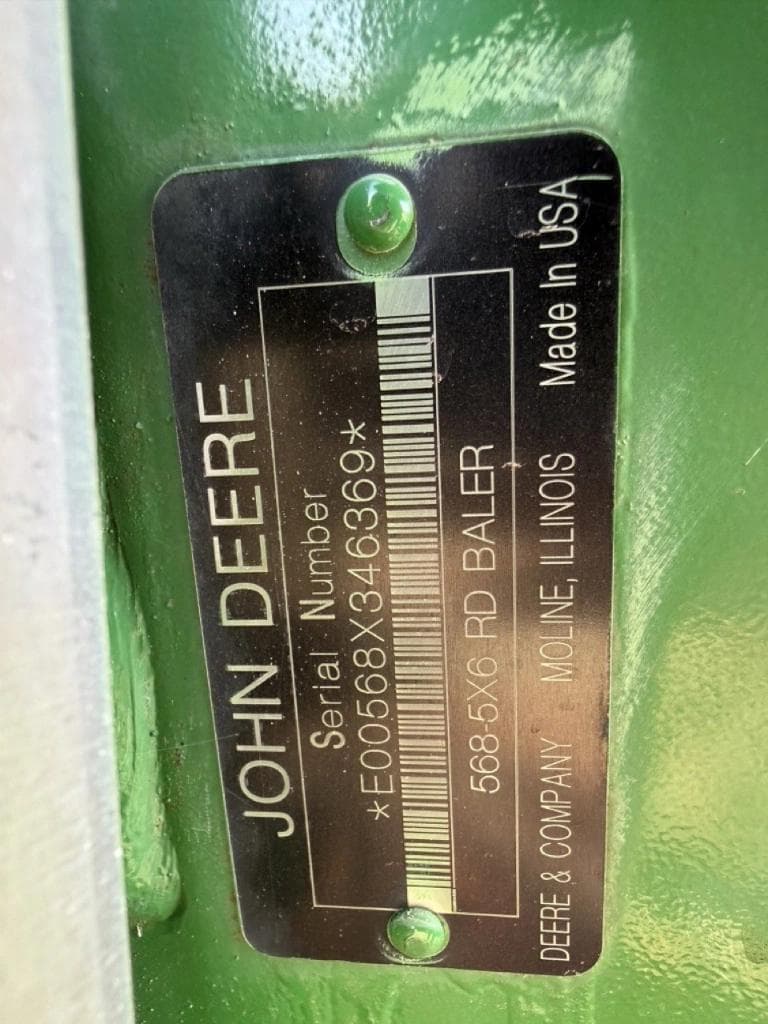 JOHN DEERE
Serial Number
*E00568X346369*
568-5X6 RD BALER
DEERE & COMPANY MOLINE, ILLINOIS Made In USA